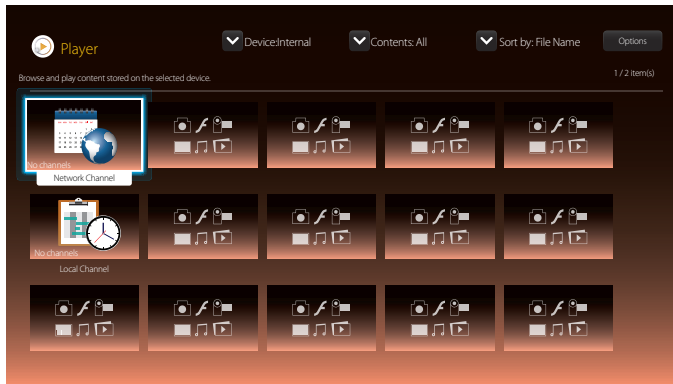 Player
Device:Internal
Contents: All
Sort by: File Name
Options
Browse and play content stored on the selected device.
1 / 2 item(s)
No channels
Network Channel
No channels
Local Channel